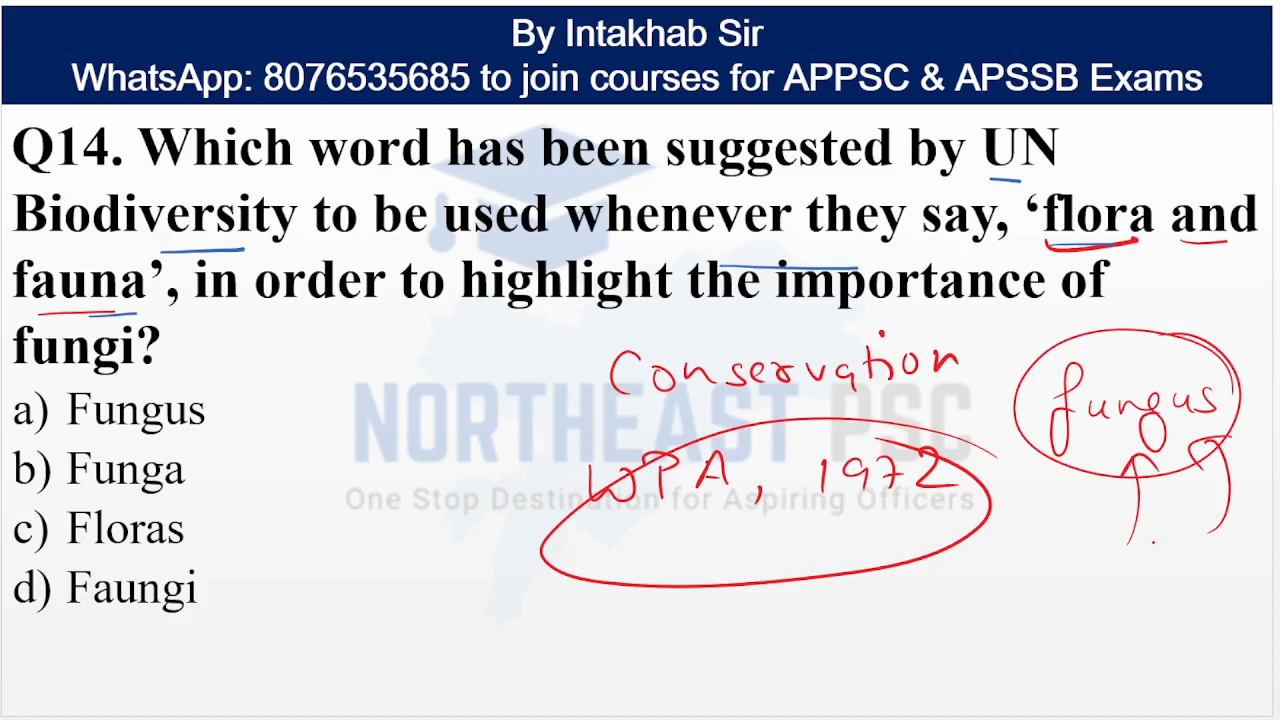 By Intakhab Sir
WhatsApp: 8076535685 to join courses for APPSC & APSSB Exams
Q14. Which word has been suggested by UN
Biodiversity to be used whenever they say, ‘flora and
fauna’, in order to highlight the importance of
fungi?
a) Fungus
b) Funga
c) Floras
d) Faungi
Conservation
fungus
WPA, 1972
NORTHEAST PSC
One Stop Destination for Aspiring Officers